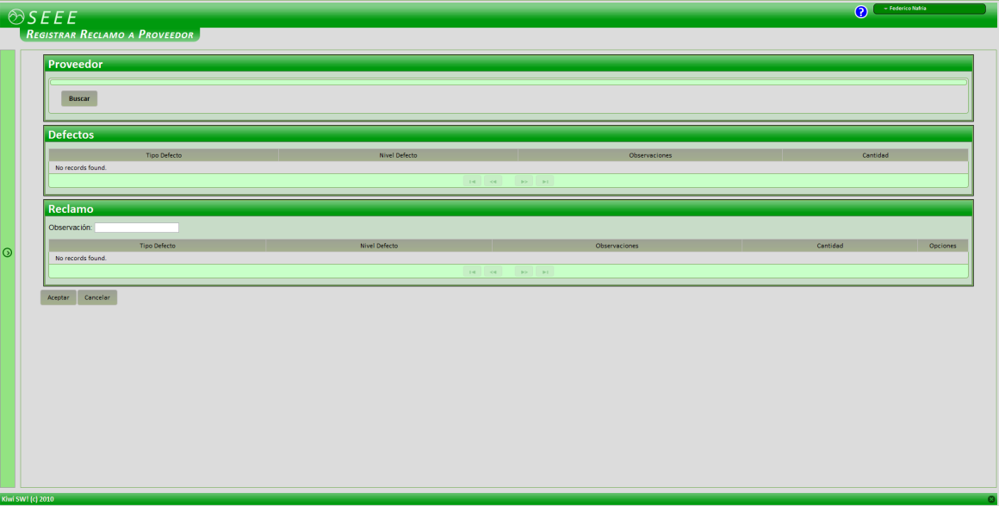 SEEE
? – Federico Nafria
REGISTRAR RECLAMO A PROVEEDOR
Proveedor
Buscar
Defectos
Tipo Defecto Nivel Defecto Observaciones Cantidad
No records found.
Reclamo
Observación:
Tipo Defecto Nivel Defecto Observaciones Cantidad Opciones
No records found.
Aceptar Cancelar
Kiwi SW! (c) 2010